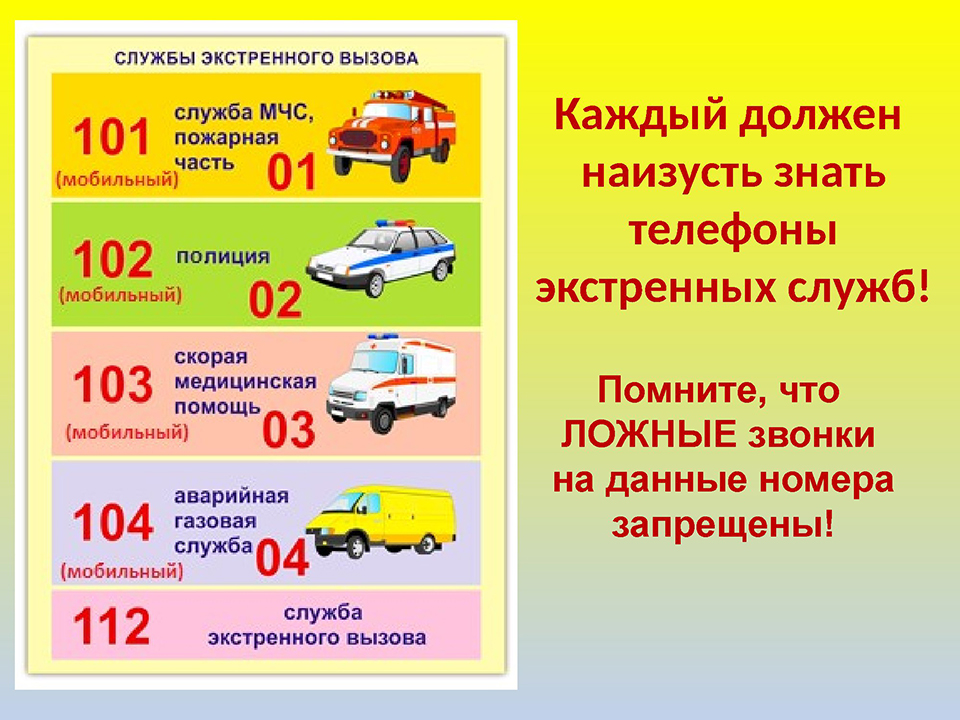 СЛУЖБЫ ЭКСТРЕННОГО ВЫЗОВА
101
(мобильный)
служба МЧС,
пожарная
часть
01
102
(мобильный)
полиция
02
103
(мобильный)
скорая
медицинская
помощь
03
104
(мобильный)
аварийная
газовая
служба
04
112
служба
экстренного вызова
Каждый должен
наизусть знать
телефоны
экстренных служб!
Помните, что
ЛОЖНЫЕ звонки
на данные номера
запрещены!